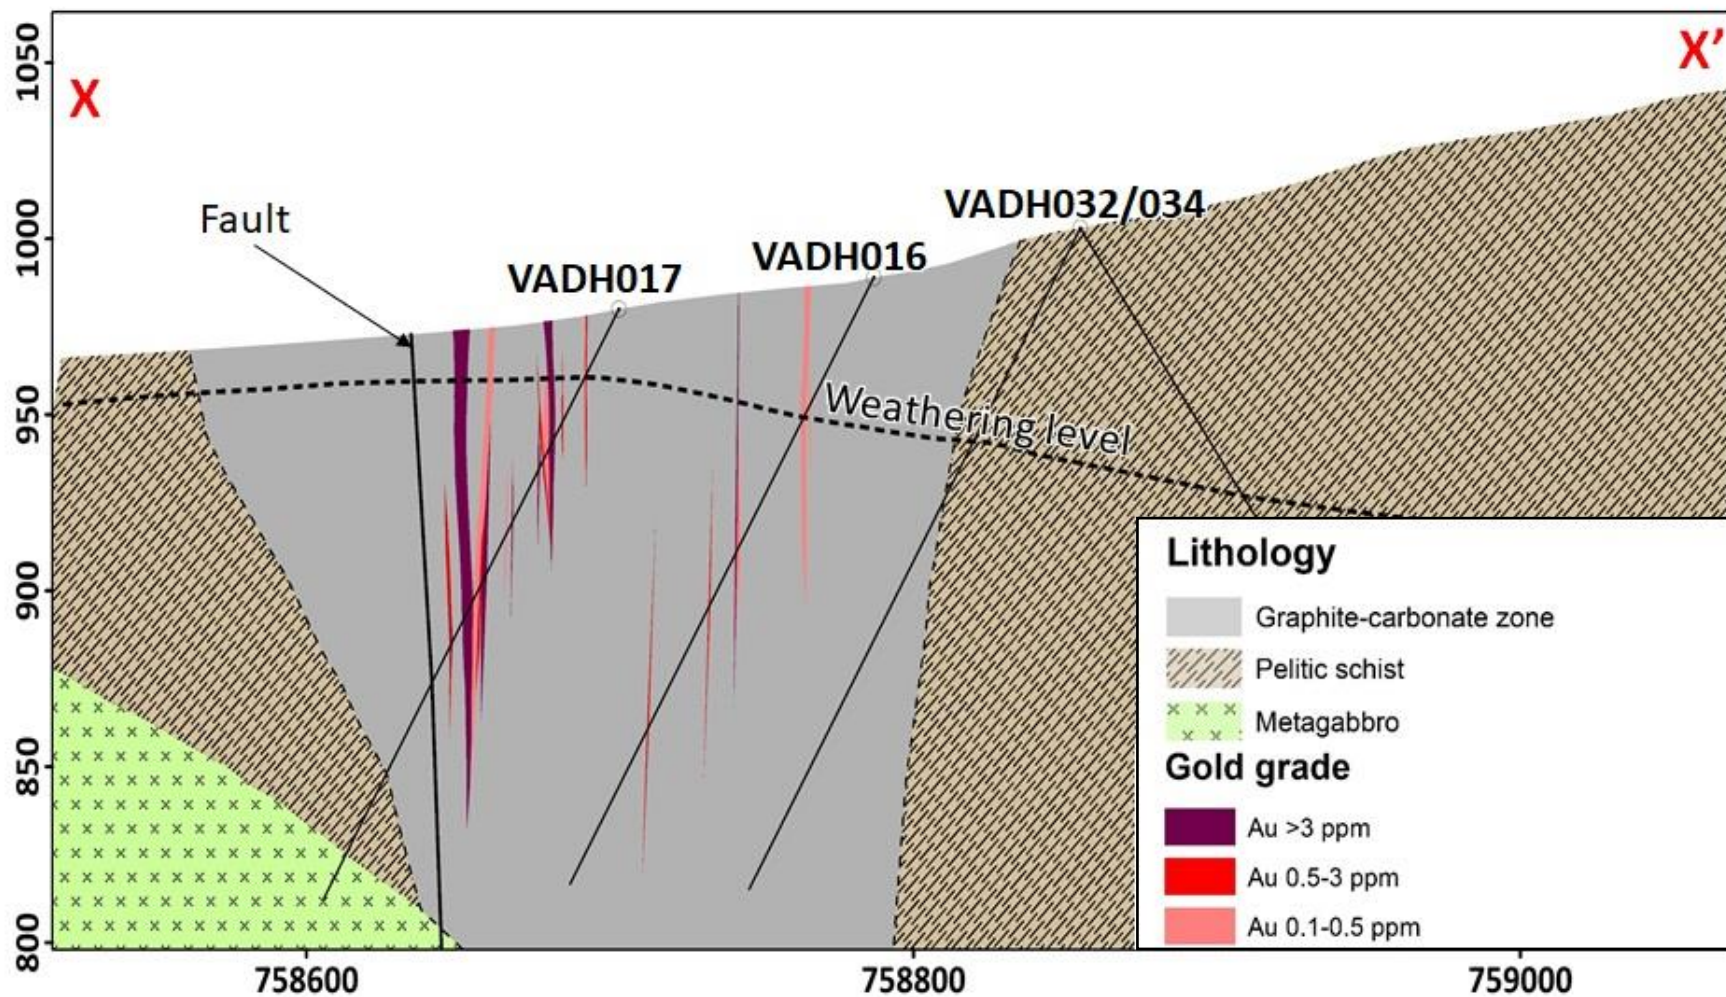 X
X’
1050
1000
950
900
850
800
Fault
VADH017
VADH016
VADH032/034
Weathering level
Lithology
Graphite-carbonate zone
Pelitic schist
Metagabbro
Gold grade
Au >3 ppm
Au 0.5-3 ppm
Au 0.1-0.5 ppm
758600
758800
759000